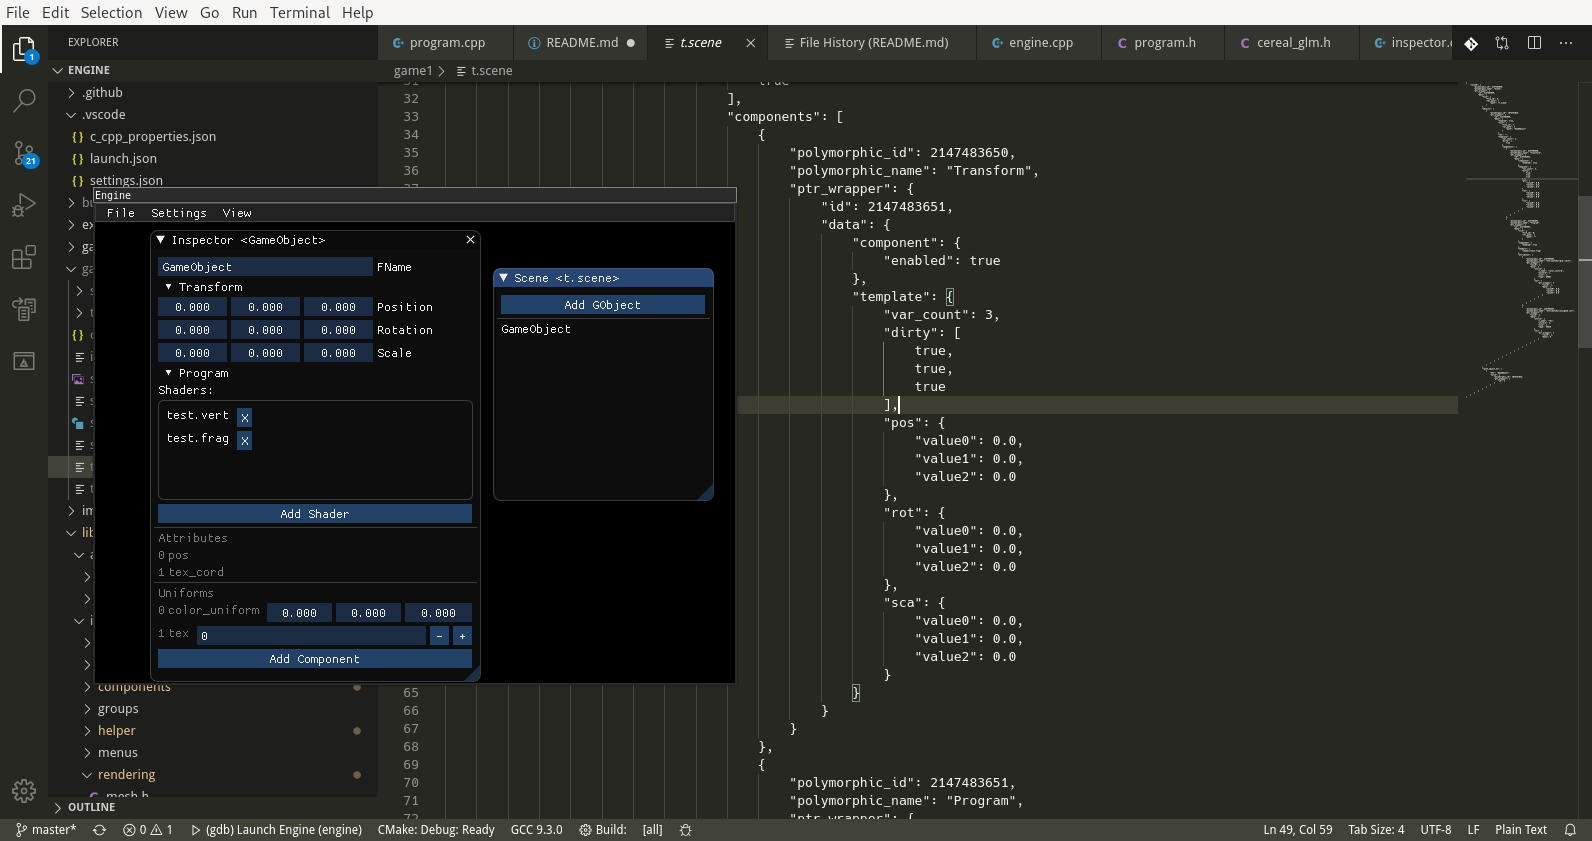 File Edit Selection View Go Run Terminal Help
EXPLORER
program.cpp
README.md
t.scene
File History (README.md)
engine.cpp
program.h
cereal_glm.h
inspector.c
ENGINE
game1 > t.scene
.github
.vscode
c_cpp_properties.json
launch.json
settings.json
1
21
components
groups
helper
menus
rendering
mesh.h
OUTLINE
Engine
File Settings View
Inspector <GameObject>
GameObject FName
Transform
0.000 0.000 0.000 Position
0.000 0.000 0.000 Rotation
0.000 0.000 0.000 Scale
Program
Shaders:
test.vert x
test.frag x
Add Shader
Attributes
0 pos
1 tex_cord
Uniforms
0 color_uniform 0.000 0.000 0.000
1 tex 0 - +
Add Component
Scene <t.scene>
Add GObject
GameObject
31 true
32 ],
33 "components": [
34 {
35 "polymorphic_id": 2147483650,
36 "polymorphic_name": "Transform",
"ptr_wrapper": {
"id": 2147483651,
"data": {
"component": {
"enabled": true
},
"template": {
"var_count": 3,
"dirty": [
true,
true,
true
],
"pos": {
"value0": 0.0,
"value1": 0.0,
"value2": 0.0
},
"rot": {
"value0": 0.0,
"value1": 0.0,
"value2": 0.0
},
"sca": {
"value0": 0.0,
"value1": 0.0,
"value2": 0.0
}
65 }
66 }
67 }
68 },
69 {
70 "polymorphic_id": 2147483651,
71 "polymorphic_name": "Program",
72 "ptr_wrapper": {
master* 0 1 (gdb) Launch Engine (engine) CMake: Debug: Ready GCC 9.3.0 Build: [all] Ln 49, Col 59 Tab Size: 4 UTF-8 LF Plain Text